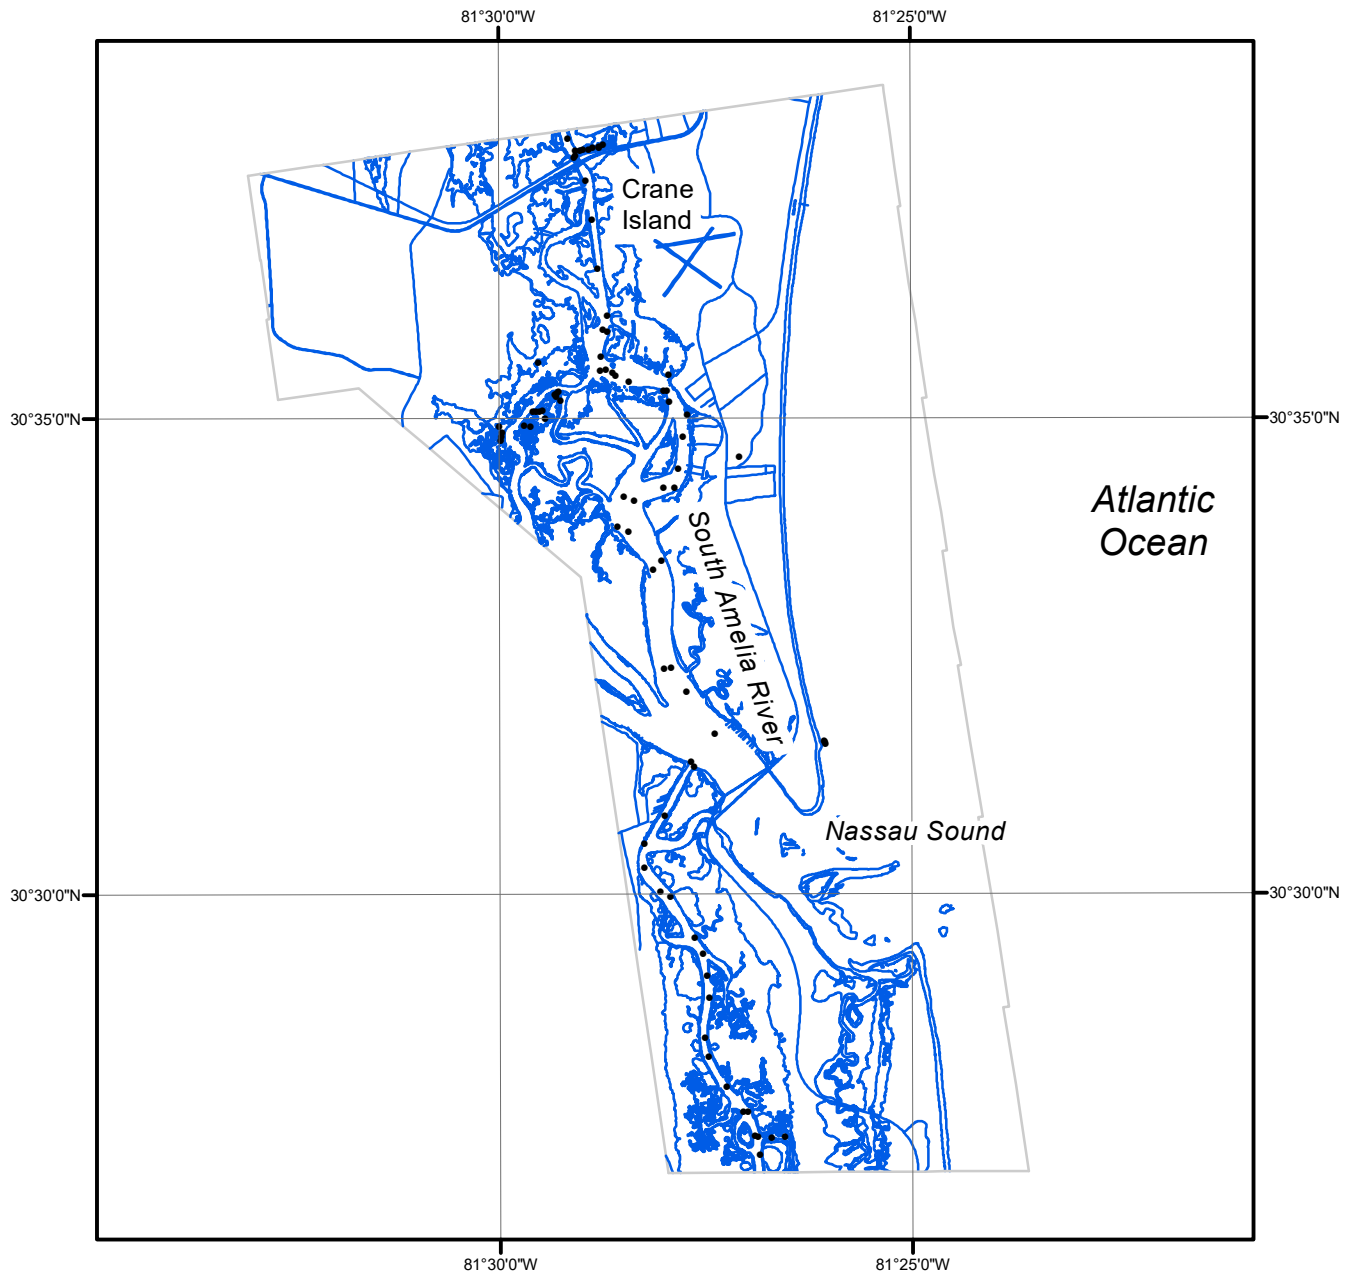 81°30'0"W
81°25'0"W
Crane
Island
30°35'0"N
30°35'0"N
Atlantic
Ocean
South Amelia River
Nassau Sound
30°30'0"N
30°30'0"N
81°30'0"W
81°25'0"W